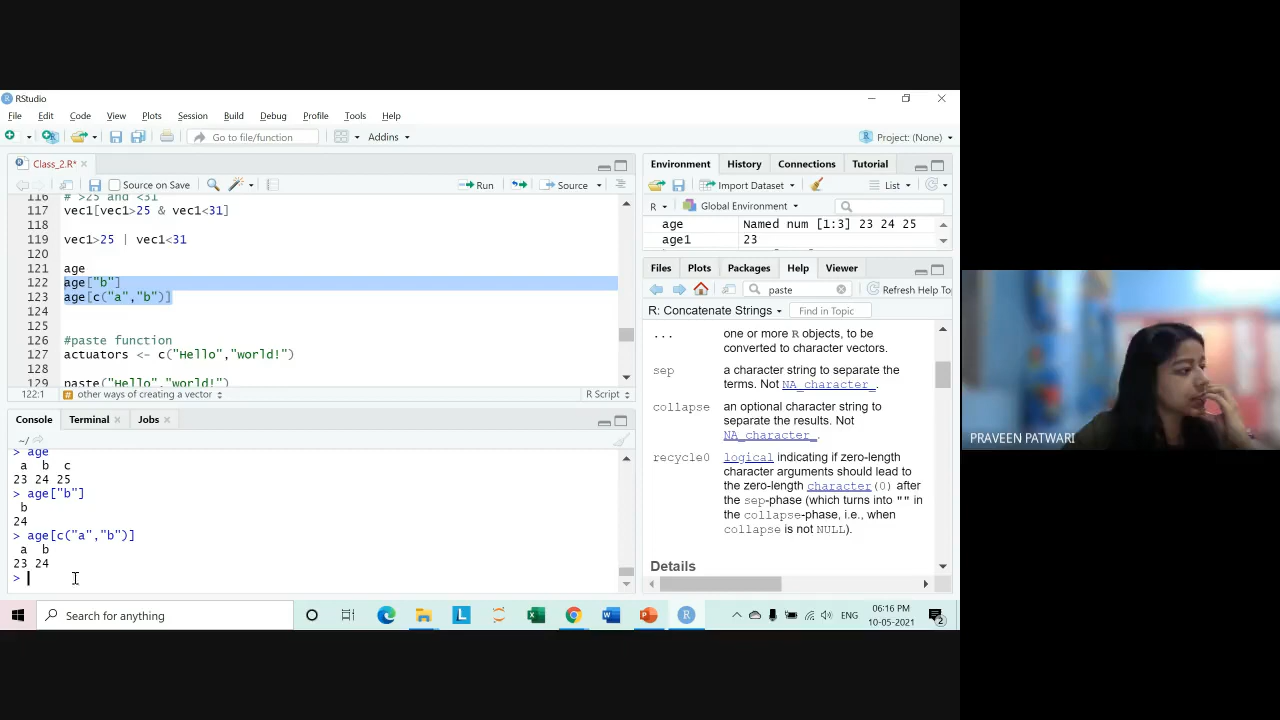 RStudio
File Edit Code View Plots Session Build Debug Profile Tools Help
Go to file/function Addins Project: (None)
Class_2.R*
Source on Save Run Source
116 # >25 and <31
117 vec1[vec1>25 & vec1<31]
118
119 vec1>25 | vec1<31
120
121 age
122 age["b"]
123 age[c("a","b")]
124
125
126 #paste function
127 actuators <- c("Hello","world!")
128
129 paste("Hello","world!")
122:1 # other ways of creating a vector R Script
Console Terminal Jobs
~/
> age
a b c
23 24 25
> age["b"]
b
24
> age[c("a","b")]
a b
23 24
>
Environment History Connections Tutorial
Import Dataset List
R Global Environment
age Named num [1:3] 23 24 25
age1 23
Files Plots Packages Help Viewer
paste Refresh Help To
R: Concatenate Strings Find in Topic
... one or more R objects, to be
converted to character vectors.
sep a character string to separate the
terms. Not NA_character_.
collapse an optional character string to
separate the results. Not
NA_character_.
recycle0 logical indicating if zero-length
character arguments should lead to
the zero-length character(0) after
the sep-phase (which turns into "" in
the collapse-phase, i.e., when
collapse is not NULL).
Details
PRAVEEN PATWARI
Search for anything
ENG
06:16 PM
10-05-2021
2